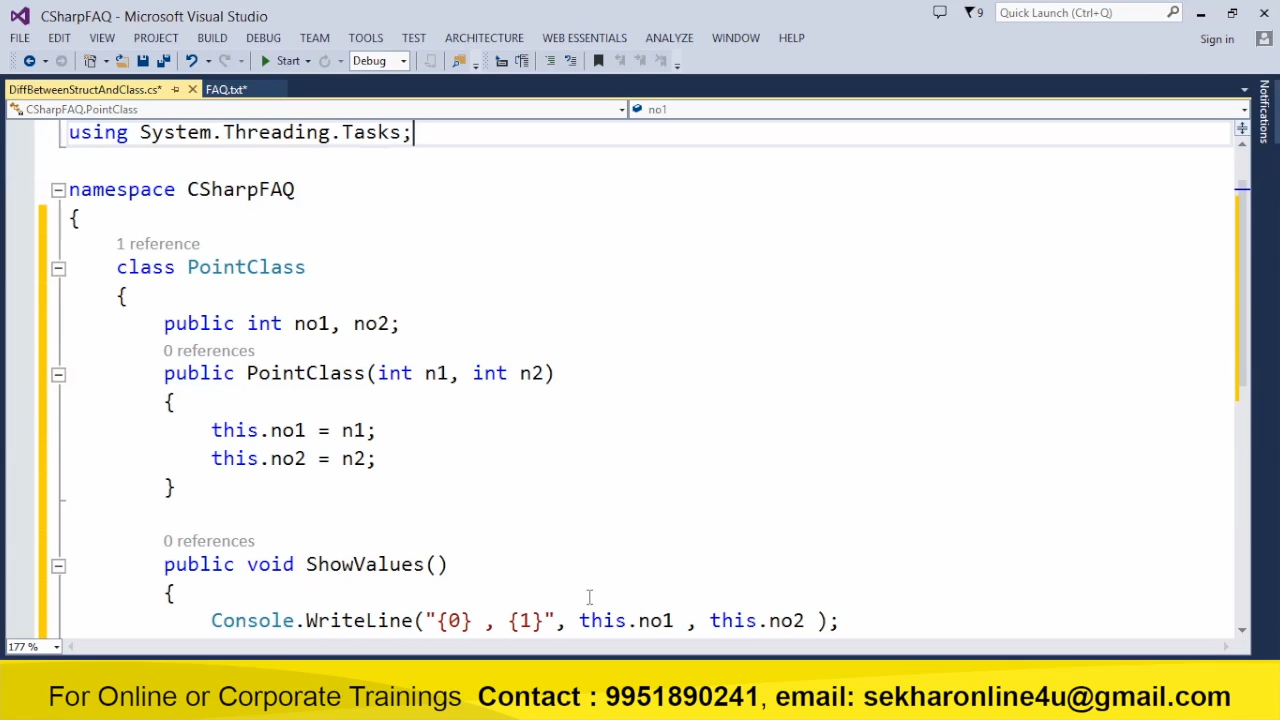 CSharpFAQ - Microsoft Visual Studio
9
Quick Launch (Ctrl+Q)
FILE EDIT VIEW PROJECT BUILD DEBUG TEAM TOOLS TEST ARCHITECTURE WEB ESSENTIALS ANALYZE WINDOW HELP
Sign in
Start Debug
DiffBetweenStructAndClass.cs* FAQ.txt*
Notifications
CSharpFAQ.PointClass no1
using System.Threading.Tasks;
namespace CSharpFAQ
{
1 reference
class PointClass
{
public int no1, no2;
0 references
public PointClass(int n1, int n2)
{
this.no1 = n1;
this.no2 = n2;
}
0 references
public void ShowValues()
{
Console.WriteLine("{0} , {1}", this.no1 , this.no2 );
177 %
For Online or Corporate Trainings Contact : 9951890241, email: sekharonline4u@gmail.com